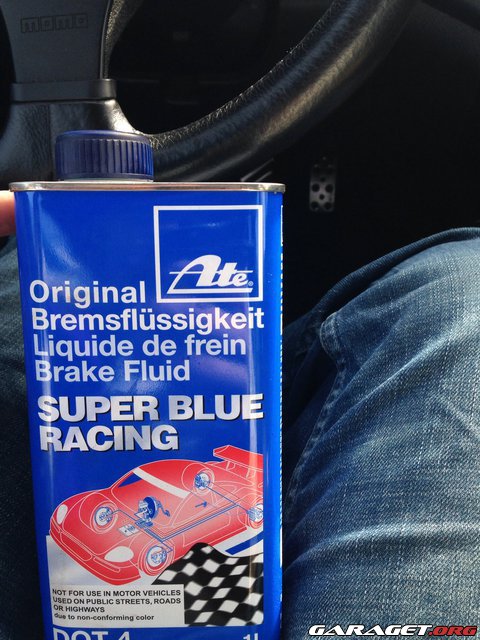 momo
Ate®
Original
Bremsflüssigkeit
Liquide de frein
Brake Fluid
SUPER BLUE
RACING
NOT FOR USE IN MOTOR VEHICLES
USED ON PUBLIC STREETS, ROADS
OR HIGHWAYS
due to non-conforming color
DOT 4
1L
GARAGET.ORG